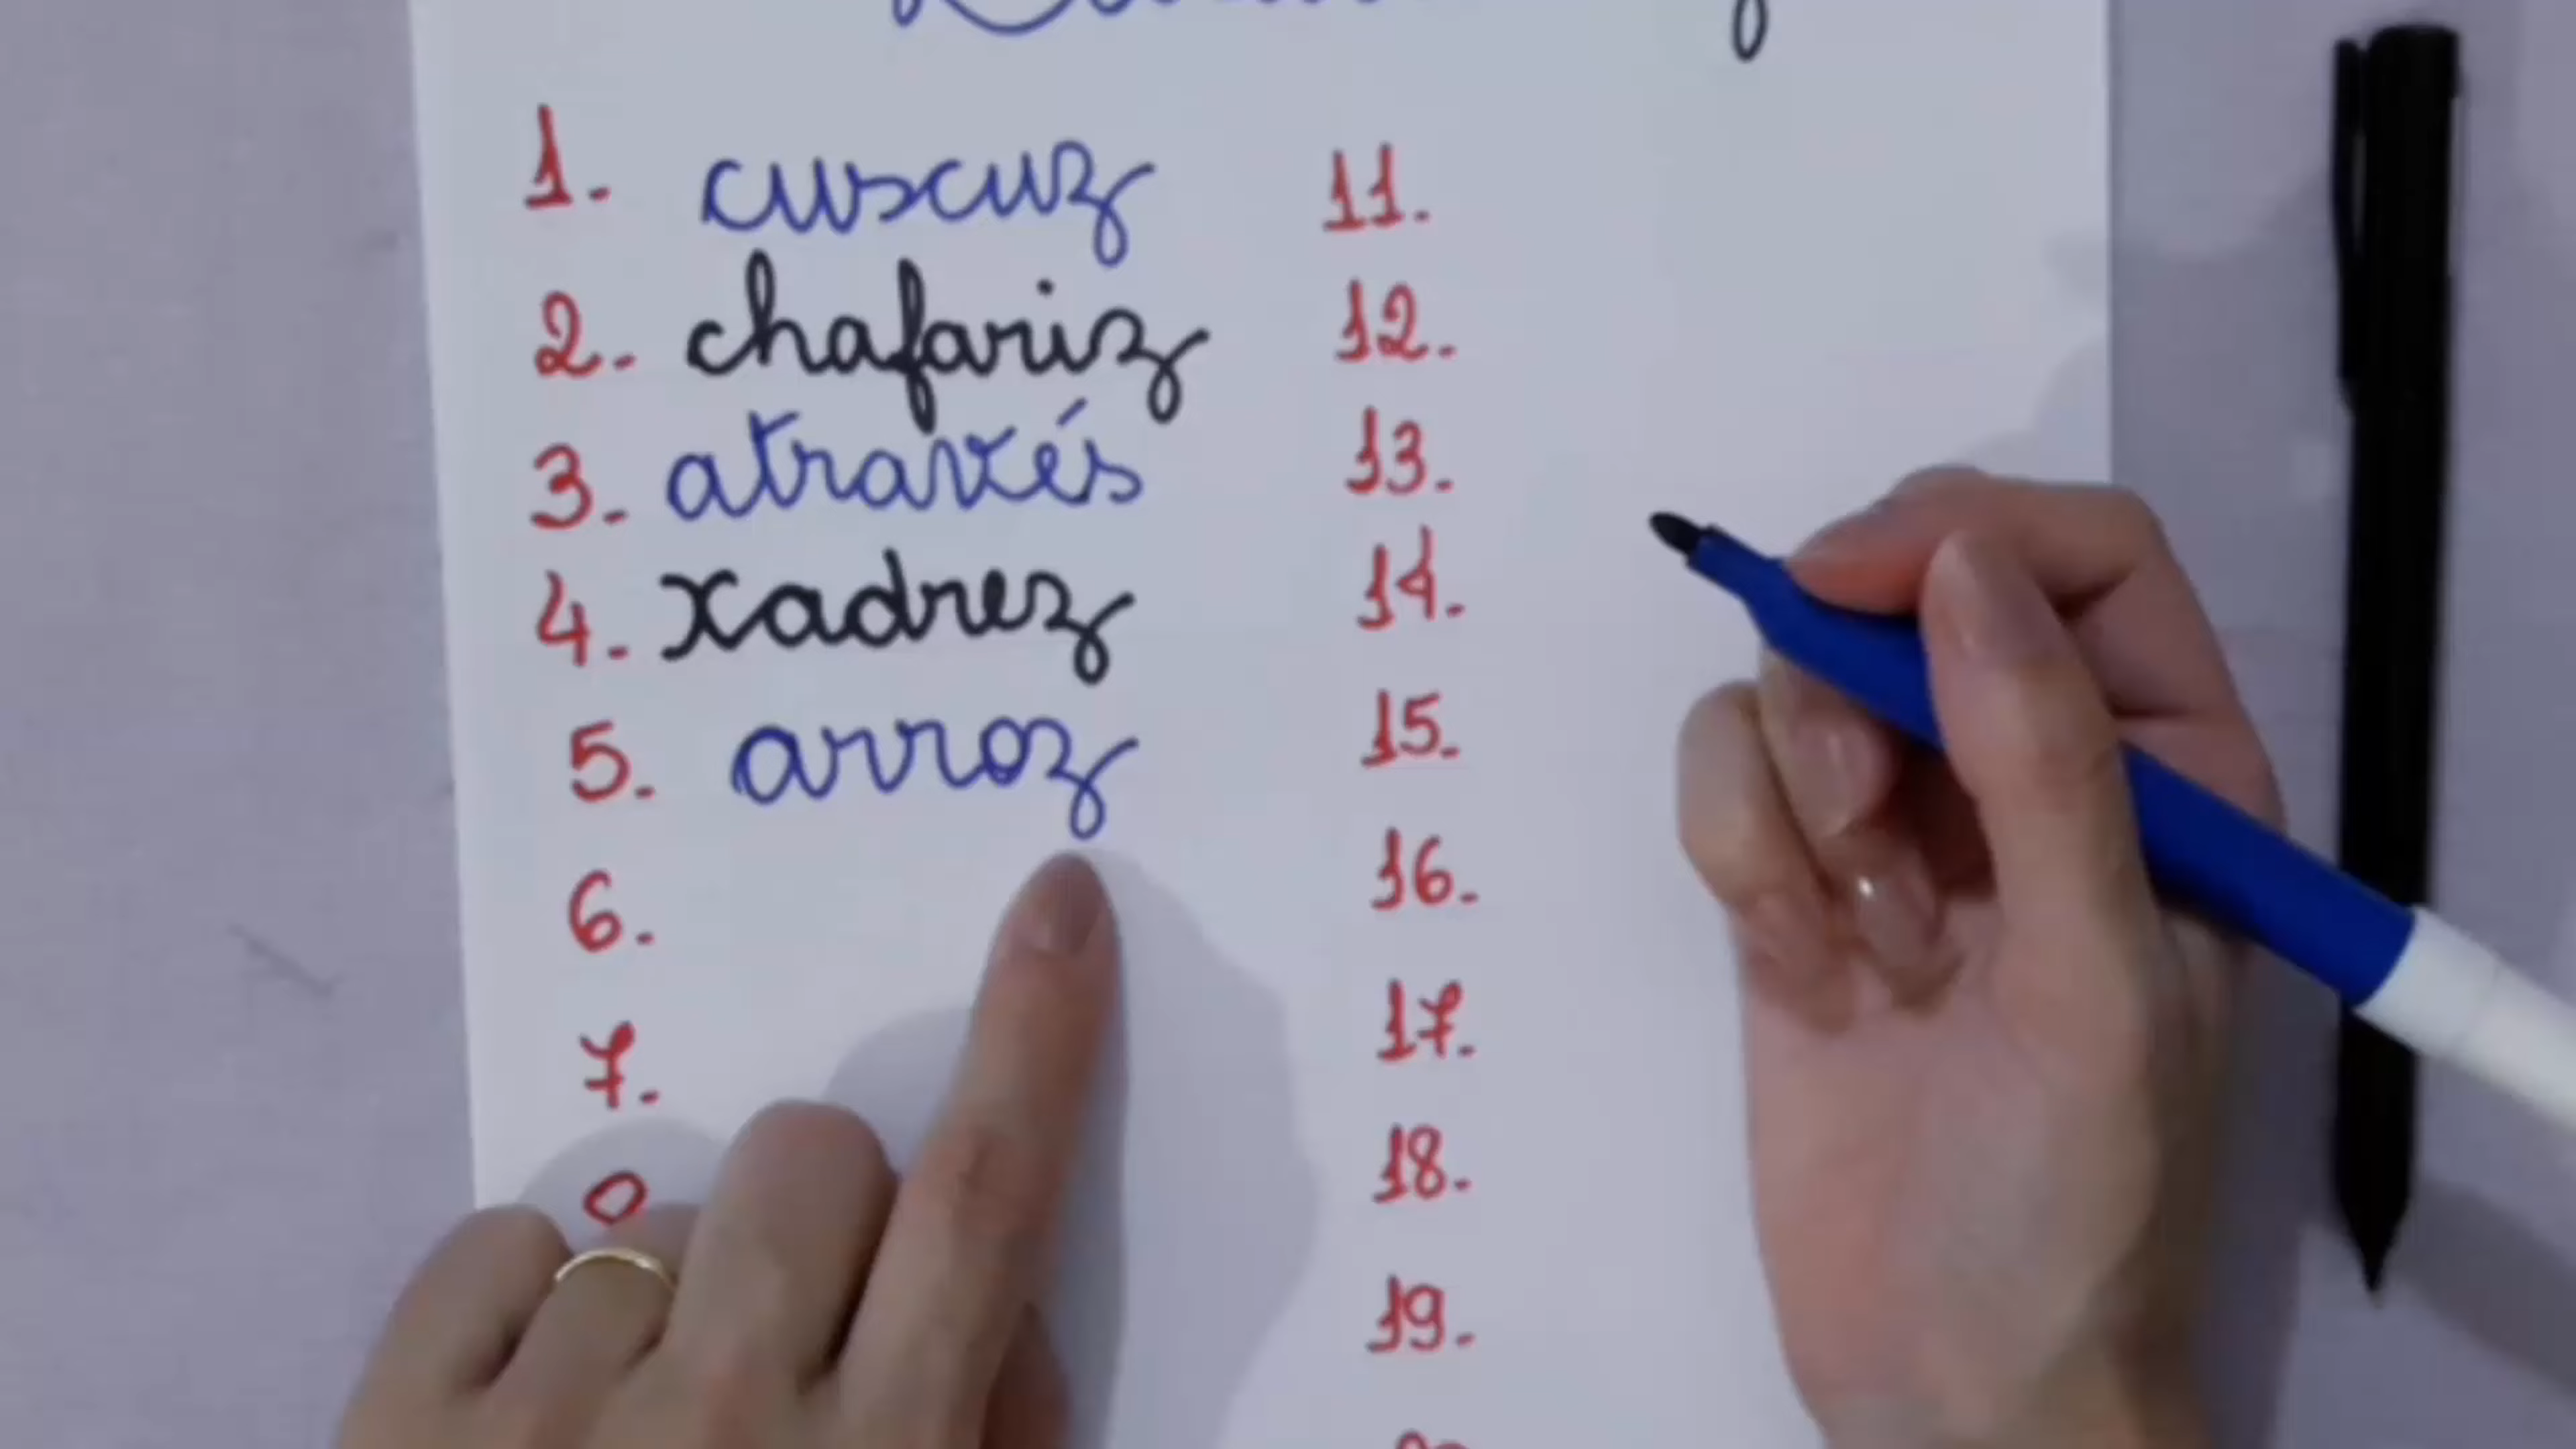 1. cuscuz
2. chafariz
3. através
4. xadrez
5. arroz
6.
7.
11.
12.
13.
14.
15.
16.
17.
18.
19.